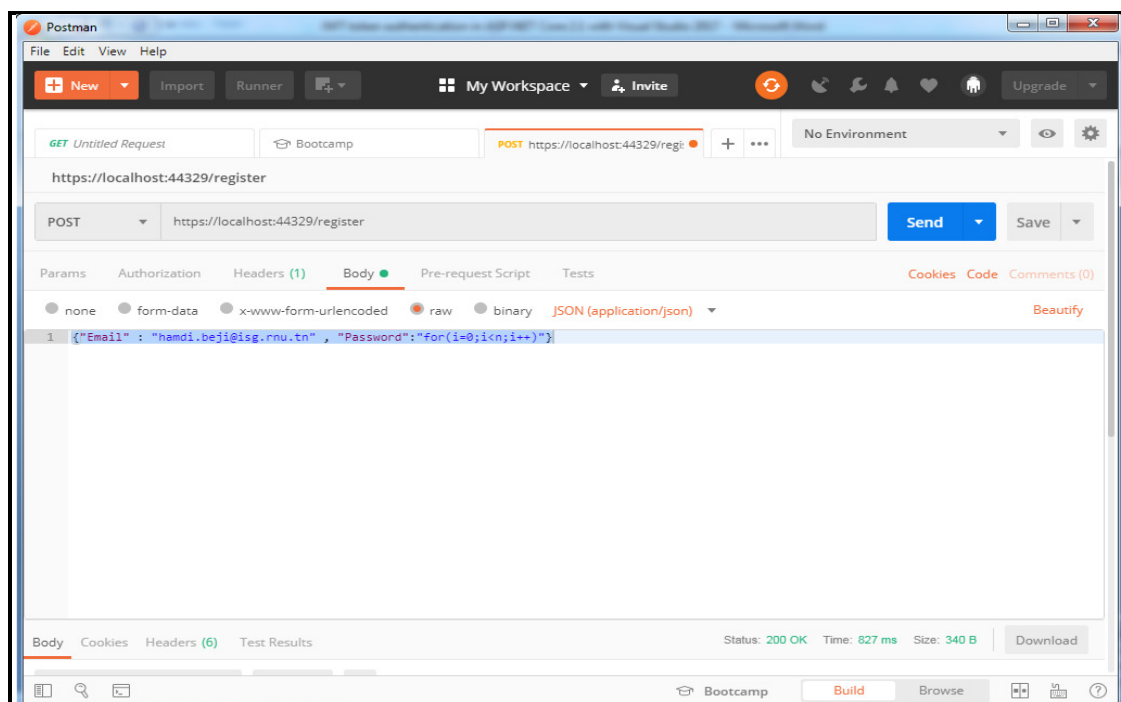 Postman
File Edit View Help
New Import Runner My Workspace Invite Upgrade
GET Untitled Request Bootcamp POST https://localhost:44329/regi No Environment
https://localhost:44329/register
POST https://localhost:44329/register Send Save
Params Authorization Headers (1) Body Pre-request Script Tests Cookies Code Comments (0)
none form-data x-www-form-urlencoded raw binary JSON (application/json) Beautify
1 {"Email" : "hamdi.beji@isg.rnu.tn" , "Password":"for(i=0;i<n;i++)"}
Body Cookies Headers (6) Test Results Status: 200 OK Time: 827 ms Size: 340 B Download
Bootcamp Build Browse